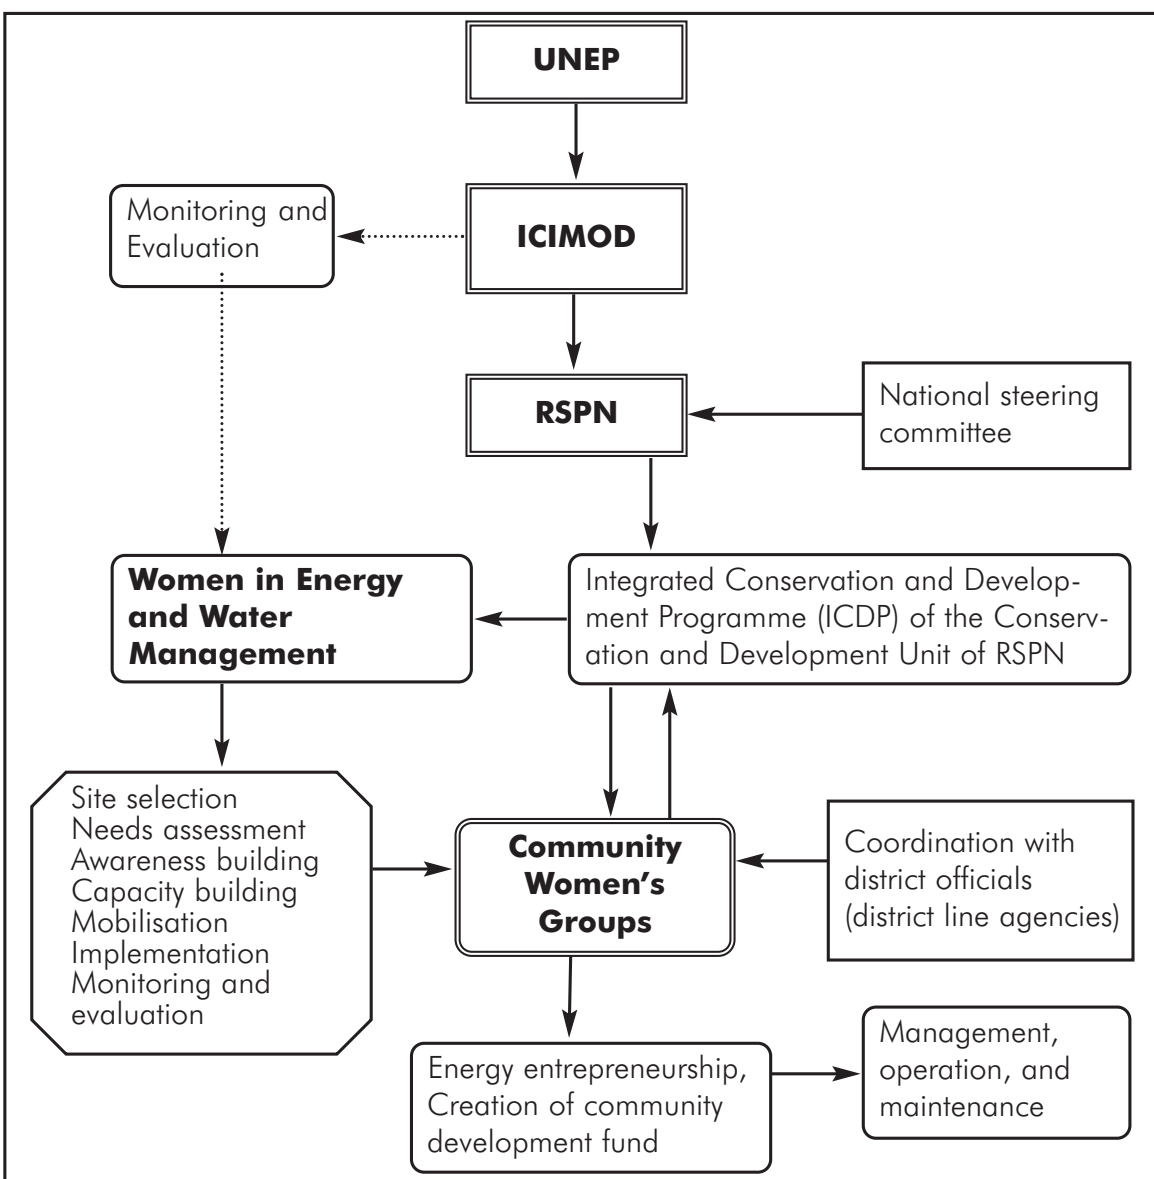 UNEP
Monitoring and
Evaluation
ICIMOD
RSPN
National steering
committee
Women in Energy
and Water
Management
Integrated Conservation and Develop-
ment Programme (ICDP) of the Conserv-
ation and Development Unit of RSPN
Site selection
Needs assessment
Awareness building
Capacity building
Mobilisation
Implementation
Monitoring and
evaluation
Community
Women's
Groups
Coordination with
district officials
(district line agencies)
Energy entrepreneurship,
Creation of community
development fund
Management,
operation, and
maintenance